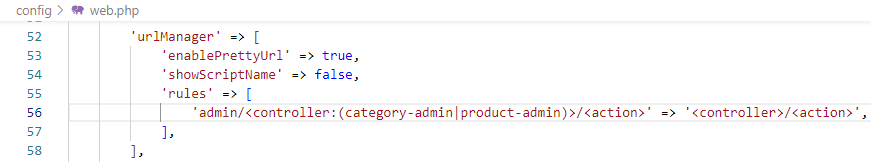 config > web.php
52 'urlManager' => [
53 'enablePrettyUrl' => true,
54 'showScriptName' => false,
55 'rules' => [
56 'admin/<controller:(category-admin|product-admin)>/<action>' => '<controller>/<action>',
57 ],
58 ],